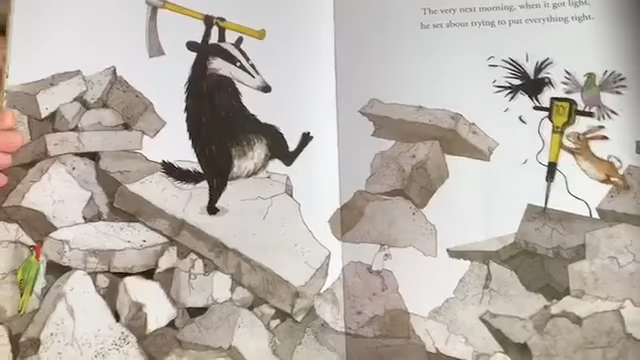 The very next morning, when it got light,
he set about trying to put everything right.